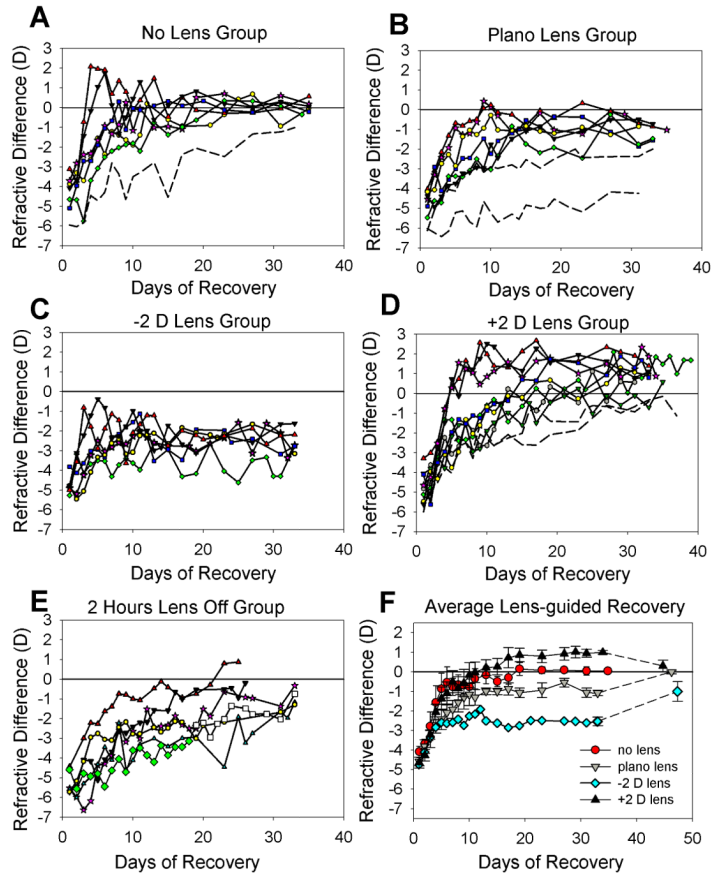 A
No Lens Group
Refractive Difference (D)
3
2
1
0
-1
-2
-3
-4
-5
-6
-7
0 10 20 30 40
Days of Recovery
B
Plano Lens Group
Refractive Difference (D)
3
2
1
0
-1
-2
-3
-4
-5
-6
-7
0 10 20 30 40
Days of Recovery
C
-2 D Lens Group
Refractive Difference (D)
3
2
1
0
-1
-2
-3
-4
-5
-6
-7
0 10 20 30 40
Days of Recovery
D
+2 D Lens Group
Refractive Difference (D)
3
2
1
0
-1
-2
-3
-4
-5
-6
-7
0 10 20 30 40
Days of Recovery
E
2 Hours Lens Off Group
Refractive Difference (D)
3
2
1
0
-1
-2
-3
-4
-5
-6
-7
0 10 20 30 40
Days of Recovery
F
Average Lens-guided Recovery
Refractive Difference (D)
2
1
0
-1
-2
-3
-4
-5
-6
-7
no lens
plano lens
-2 D lens
+2 D lens
0 10 20 30 40 50
Days of Recovery